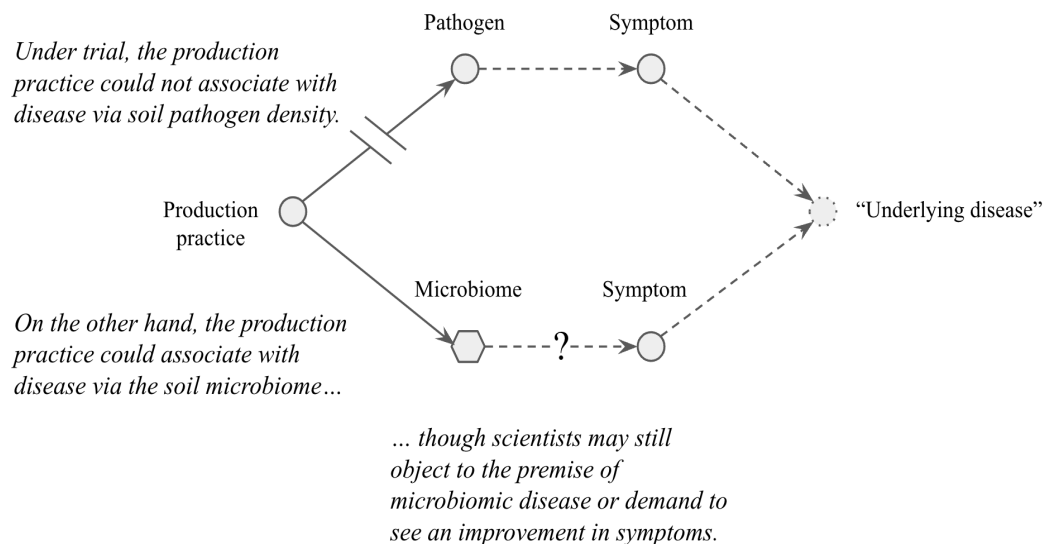 Pathogen
Symptom
Under trial, the production
practice could not associate with
disease via soil pathogen density.
Production
practice
“Underlying disease”
Microbiome
Symptom
On the other hand, the production
practice could associate with
disease via the soil microbiome…
?
… though scientists may still
object to the premise of
microbiomic disease or demand to
see an improvement in symptoms.